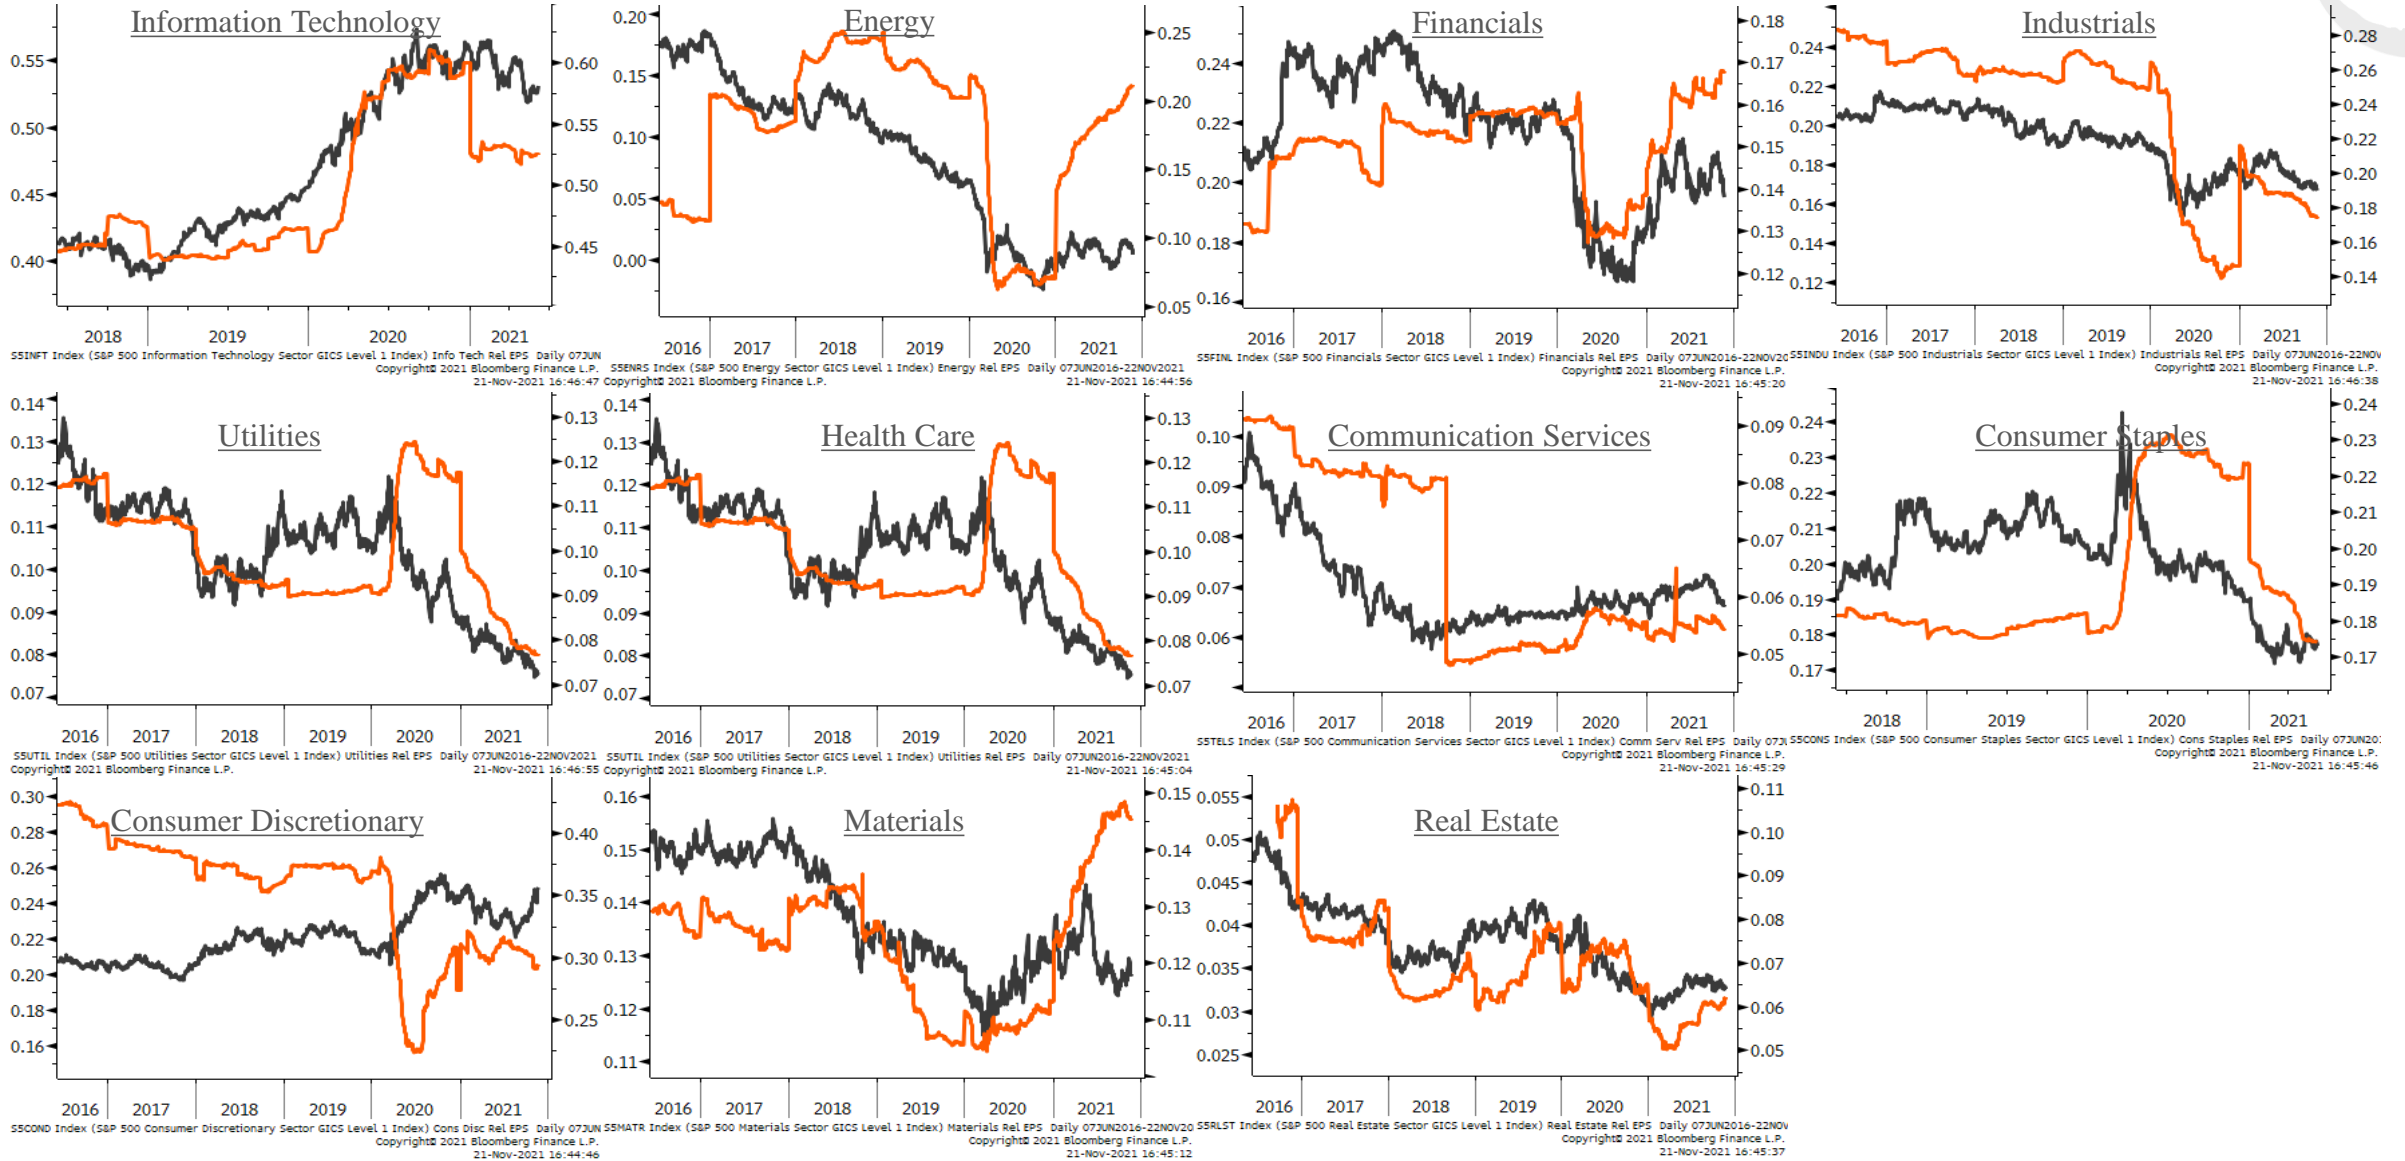 Information Technology
0.55
0.50
0.45
0.40
0.60
0.55
0.50
0.45
2018 2019 2020 2021
S5INFT Index (S&P 500 Information Technology Sector GICS Level 1 Index) Info Tech Rel EPS Daily 07JUN
Copyright© 2021 Bloomberg Finance L.P.
21-Nov-2021 16:46:47
Energy
0.20
0.15
0.10
0.05
0.00
0.25
0.20
0.15
0.10
0.05
2016 2017 2018 2019 2020 2021
S5ENRS Index (S&P 500 Energy Sector GICS Level 1 Index) Energy Rel EPS Daily 07JUN2016-22NOV2021
Copyright© 2021 Bloomberg Finance L.P. 21-Nov-2021 16:44:56
Financials
0.24
0.22
0.20
0.18
0.16
0.18
0.17
0.16
0.15
0.14
0.13
0.12
2016 2017 2018 2019 2020 2021
S5FINL Index (S&P 500 Financials Sector GICS Level 1 Index) Financials Rel EPS Daily 07JUN2016-22NOV20
Copyright© 2021 Bloomberg Finance L.P.
21-Nov-2021 16:45:20
Industrials
0.24
0.22
0.20
0.18
0.16
0.14
0.12
0.28
0.26
0.24
0.22
0.20
0.18
0.16
0.14
2016 2017 2018 2019 2020 2021
S5INDU Index (S&P 500 Industrials Sector GICS Level 1 Index) Industrials Rel EPS Daily 07JUN2016-22NOV
Copyright© 2021 Bloomberg Finance L.P.
21-Nov-2021 16:46:38
Utilities
0.14
0.13
0.12
0.11
0.10
0.09
0.08
0.07
0.13
0.12
0.11
0.10
0.09
0.08
0.07
2016 2017 2018 2019 2020 2021
S5UTIL Index (S&P 500 Utilities Sector GICS Level 1 Index) Utilities Rel EPS Daily 07JUN2016-22NOV2021
Copyright© 2021 Bloomberg Finance L.P. 21-Nov-2021 16:46:55
Health Care
0.14
0.13
0.12
0.11
0.10
0.09
0.08
0.07
0.13
0.12
0.11
0.10
0.09
0.08
0.07
2016 2017 2018 2019 2020 2021
S5UTIL Index (S&P 500 Utilities Sector GICS Level 1 Index) Utilities Rel EPS Daily 07JUN2016-22NOV2021
Copyright© 2021 Bloomberg Finance L.P. 21-Nov-2021 16:45:04
Communication Services
0.10
0.09
0.08
0.07
0.06
0.09
0.08
0.07
0.06
0.05
2016 2017 2018 2019 2020 2021
S5TELS Index (S&P 500 Communication Services Sector GICS Level 1 Index) Comm Serv Rel EPS Daily 07JU
Copyright© 2021 Bloomberg Finance L.P.
21-Nov-2021 16:45:29
Consumer Staples
0.24
0.23
0.22
0.21
0.20
0.19
0.18
0.17
0.24
0.23
0.22
0.21
0.20
0.19
0.18
0.17
2018 2019 2020 2021
S5CONS Index (S&P 500 Consumer Staples Sector GICS Level 1 Index) Cons Staples Rel EPS Daily 07JUN20
Copyright© 2021 Bloomberg Finance L.P.
21-Nov-2021 16:45:46
Consumer Discretionary
0.30
0.28
0.26
0.24
0.22
0.20
0.18
0.16
0.40
0.35
0.30
0.25
2016 2017 2018 2019 2020 2021
S5COND Index (S&P 500 Consumer Discretionary Sector GICS Level 1 Index) Cons Disc Rel EPS Daily 07JUN
Copyright© 2021 Bloomberg Finance L.P.
21-Nov-2021 16:44:46
Materials
0.16
0.15
0.14
0.13
0.12
0.11
0.15
0.14
0.13
0.12
0.11
2016 2017 2018 2019 2020 2021
S5MATR Index (S&P 500 Materials Sector GICS Level 1 Index) Materials Rel EPS Daily 07JUN2016-22NOV20
Copyright© 2021 Bloomberg Finance L.P.
21-Nov-2021 16:45:12
Real Estate
0.055
0.05
0.045
0.04
0.035
0.03
0.025
0.11
0.10
0.09
0.08
0.07
0.06
0.05
2016 2017 2018 2019 2020 2021
S5RLST Index (S&P 500 Real Estate Sector GICS Level 1 Index) Real Estate Rel EPS Daily 07JUN2016-22NOV
Copyright© 2021 Bloomberg Finance L.P.
21-Nov-2021 16:45:37